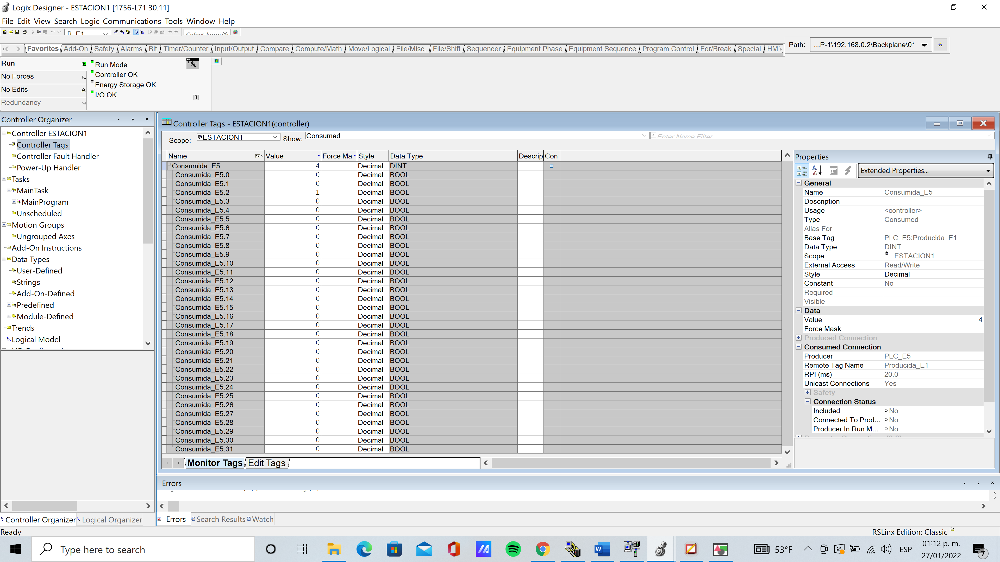 Logix Designer - ESTACION1 [1756-L71 30.11]
File Edit View Search Logic Communications Tools Window Help
B_E1
Select langu...
Favorites Add-On Safety Alarms Bit Timer/Counter Input/Output Compare Compute/Math Move/Logical File/Misc. File/Shift Sequencer Equipment Phase Equipment Sequence Program Control For/Break Special HMI
Path: ...P-1\192.168.0.2\Backplane\0*
Run
No Forces
No Edits
Redundancy
RUN
Run Mode
Controller OK
Energy Storage OK
I/O OK
Controller Organizer
Controller ESTACION1
Controller Tags
Controller Fault Handler
Power-Up Handler
Tasks
MainTask
MainProgram
Unscheduled
Motion Groups
Ungrouped Axes
Add-On Instructions
Data Types
User-Defined
Strings
Add-On-Defined
Predefined
Module-Defined
Trends
Logical Model
Controller Organizer Logical Organizer
Controller Tags - ESTACION1(controller)
Scope: ESTACION1 Show: Consumed Enter Name Filter...
Name Value Force Ma Style Data Type Descrip Con
Consumida_E5 4 Decimal DINT
Consumida_E5.0 0 Decimal BOOL
Consumida_E5.1 0 Decimal BOOL
Consumida_E5.2 1 Decimal BOOL
Consumida_E5.3 0 Decimal BOOL
Consumida_E5.4 0 Decimal BOOL
Consumida_E5.5 0 Decimal BOOL
Consumida_E5.6 0 Decimal BOOL
Consumida_E5.7 0 Decimal BOOL
Consumida_E5.8 0 Decimal BOOL
Consumida_E5.9 0 Decimal BOOL
Consumida_E5.10 0 Decimal BOOL
Consumida_E5.11 0 Decimal BOOL
Consumida_E5.12 0 Decimal BOOL
Consumida_E5.13 0 Decimal BOOL
Consumida_E5.14 0 Decimal BOOL
Consumida_E5.15 0 Decimal BOOL
Consumida_E5.16 0 Decimal BOOL
Consumida_E5.17 0 Decimal BOOL
Consumida_E5.18 0 Decimal BOOL
Consumida_E5.19 0 Decimal BOOL
Consumida_E5.20 0 Decimal BOOL
Consumida_E5.21 0 Decimal BOOL
Consumida_E5.22 0 Decimal BOOL
Consumida_E5.23 0 Decimal BOOL
Consumida_E5.24 0 Decimal BOOL
Consumida_E5.25 0 Decimal BOOL
Consumida_E5.26 0 Decimal BOOL
Consumida_E5.27 0 Decimal BOOL
Consumida_E5.28 0 Decimal BOOL
Consumida_E5.29 0 Decimal BOOL
Consumida_E5.30 0 Decimal BOOL
Consumida_E5.31 0 Decimal BOOL
Monitor Tags Edit Tags
Properties
Extended Properties...
General
Name Consumida_E5
Description
Usage <controller>
Type Consumed
Alias For
Base Tag PLC_E5:Producida_E1
Data Type DINT
Scope ESTACION1
External Access Read/Write
Style Decimal
Constant No
Required
Visible
Data
Value 4
Force Mask
Produced Connection
Consumed Connection
Producer PLC_E5
Remote Tag Name Producida_E1
RPI (ms) 20.0
Unicast Connections Yes
Safety
Connection Status
Included No
Connected To Prod... No
Producer In Run M... No
Errors
Errors Search Results Watch
Ready
RSLinx Edition: Classic
Type here to search
53°F
ESP
01:12 p. m.
27/01/2022
7